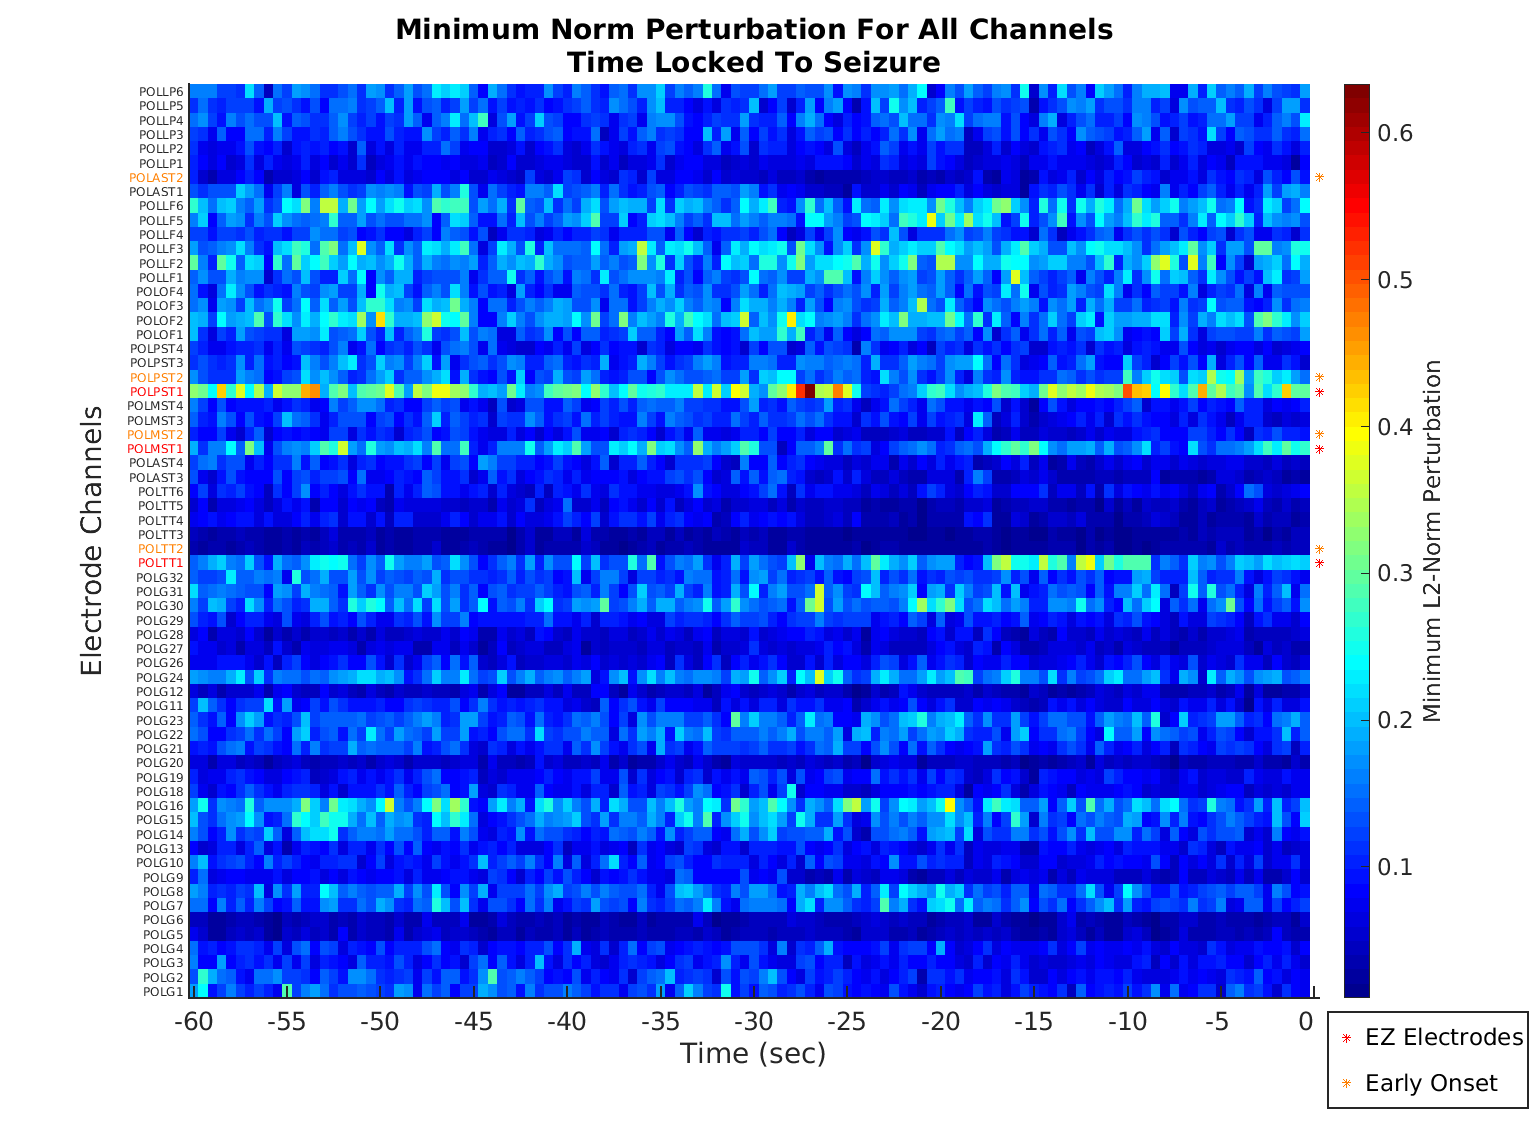 Minimum Norm Perturbation For All Channels
Time Locked To Seizure
Electrode Channels
POLLP6
POLLP5
POLLP4
POLLP3
POLLP2
POLLP1
POLAST2
POLAST1
POLLF6
POLLF5
POLLF4
POLLF3
POLLF2
POLLF1
POLOF4
POLOF3
POLOF2
POLOF1
POLPST4
POLPST3
POLPST2
POLPST1
POLMST4
POLMST3
POLMST2
POLMST1
POLAST4
POLAST3
POLTT6
POLTT5
POLTT4
POLTT3
POLTT2
POLTT1
POLG32
POLG31
POLG30
POLG29
POLG28
POLG27
POLG26
POLG24
POLG12
POLG11
POLG23
POLG22
POLG21
POLG20
POLG19
POLG18
POLG16
POLG15
POLG14
POLG13
POLG10
POLG9
POLG8
POLG7
POLG6
POLG5
POLG4
POLG3
POLG2
POLG1
-60 -55 -50 -45 -40 -35 -30 -25 -20 -15 -10 -5 0
Time (sec)
0.6
0.5
0.4
0.3
0.2
0.1
Minimum L2-Norm Perturbation
EZ Electrodes
Early Onset